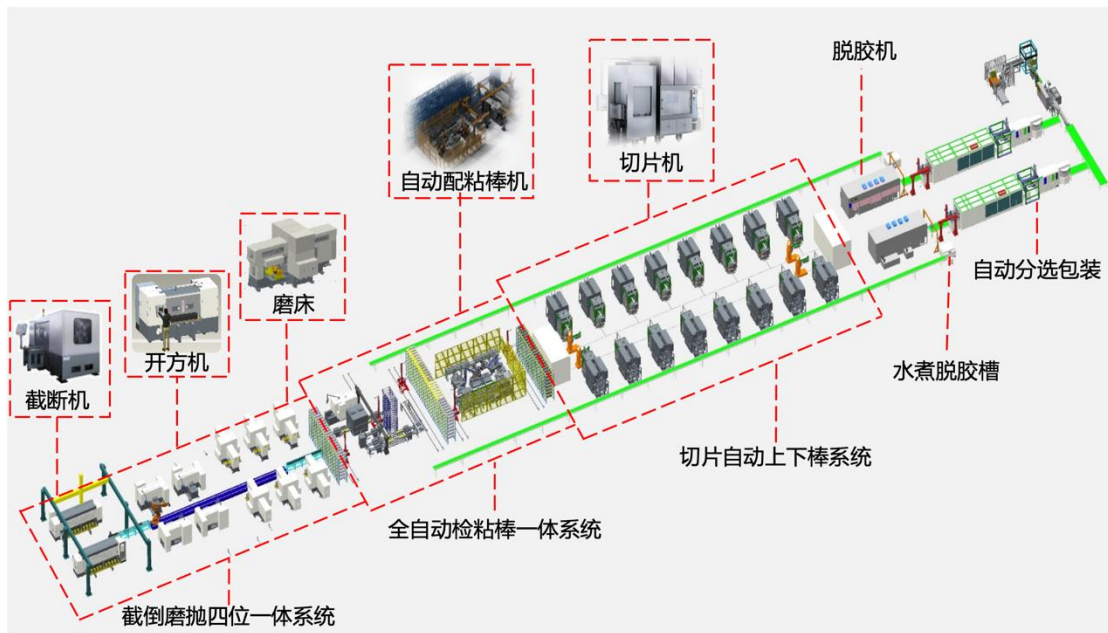 脱胶机
切片机
自动配粘棒机
磨床
开方机
截断机
自动分选包装
水煮脱胶槽
切片自动上下棒系统
全自动检粘棒一体系统
截倒磨抛四位一体系统